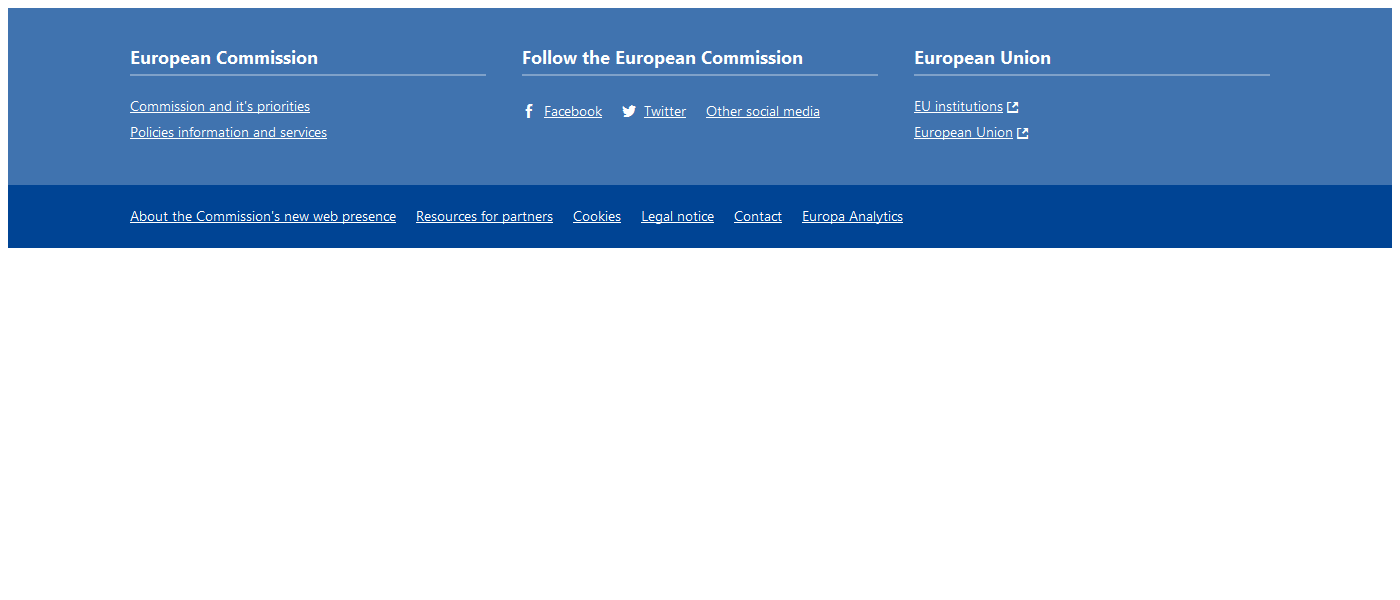 European Commission
Commission and it's priorities
Policies information and services
Follow the European Commission
Facebook Twitter Other social media
European Union
EU institutions
European Union
About the Commission's new web presence Resources for partners Cookies Legal notice Contact Europa Analytics